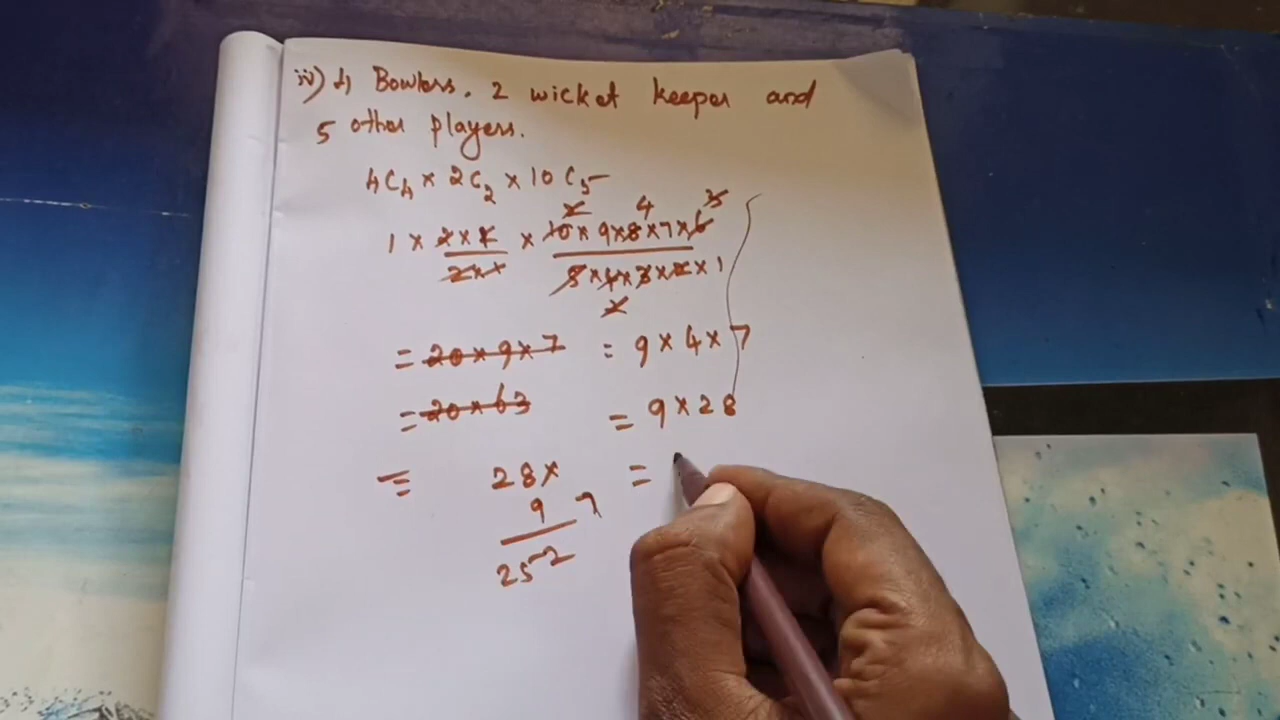 iv) 4 Bowlers, 2 wicket keeper and
5 other players.
4C4 × 2C2 × 10C5
4
1 × 2×1 × 10×9×8×7×6
5×4×3×2×1
= 20×9×7 = 9×4×7
= 20×63 = 9×28
= 28× =
9 7
252